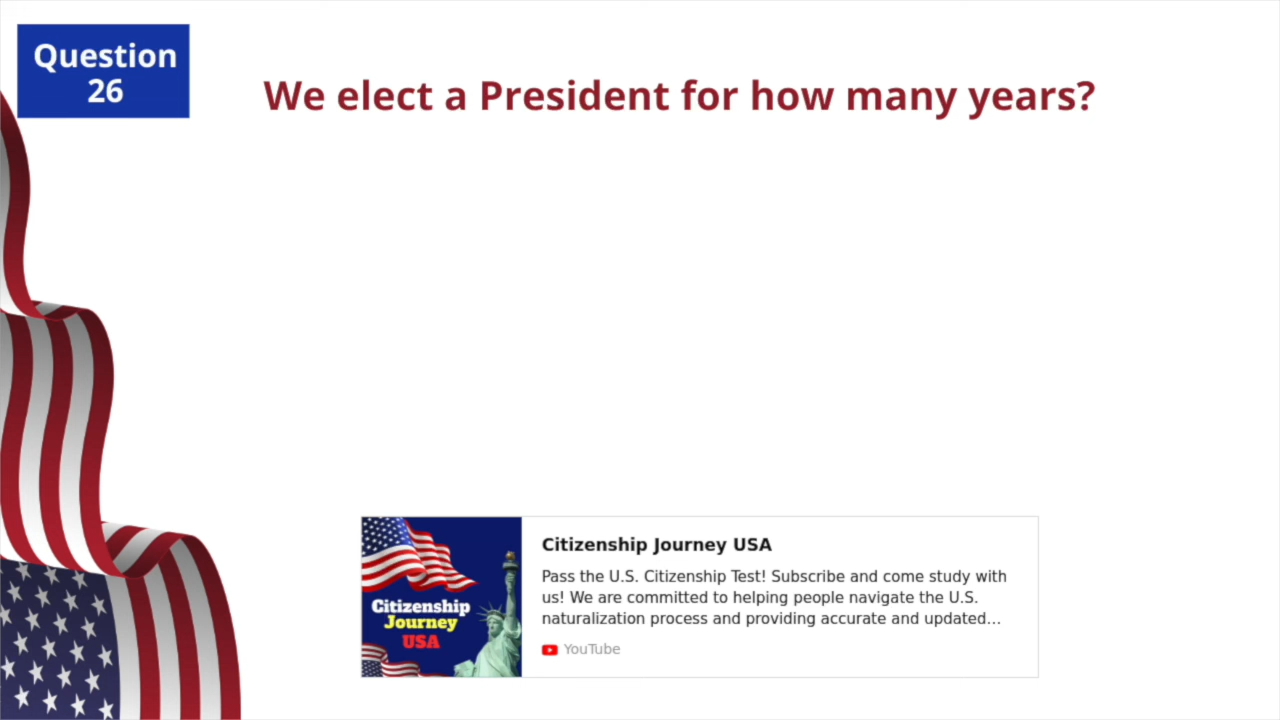 Question
26
We elect a President for how many years?
Citizenship
Journey
USA
Citizenship Journey USA
Pass the U.S. Citizenship Test! Subscribe and come study with
us! We are committed to helping people navigate the U.S.
naturalization process and providing accurate and updated...
YouTube